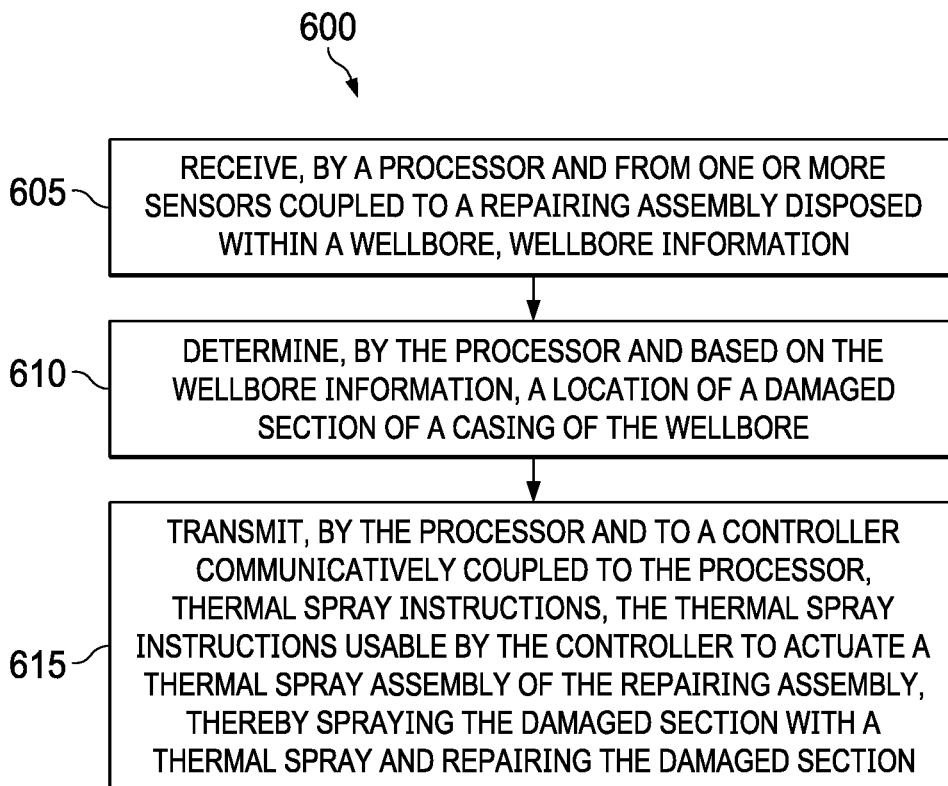 600
605
RECEIVE, BY A PROCESSOR AND FROM ONE OR MORE
SENSORS COUPLED TO A REPAIRING ASSEMBLY DISPOSED
WITHIN A WELLBORE, WELLBORE INFORMATION
610
DETERMINE, BY THE PROCESSOR AND BASED ON THE
WELLBORE INFORMATION, A LOCATION OF A DAMAGED
SECTION OF A CASING OF THE WELLBORE
615
TRANSMIT, BY THE PROCESSOR AND TO A CONTROLLER
COMMUNICATIVELY COUPLED TO THE PROCESSOR,
THERMAL SPRAY INSTRUCTIONS, THE THERMAL SPRAY
INSTRUCTIONS USABLE BY THE CONTROLLER TO ACTUATE A
THERMAL SPRAY ASSEMBLY OF THE REPAIRING ASSEMBLY,
THEREBY SPRAYING THE DAMAGED SECTION WITH A
THERMAL SPRAY AND REPAIRING THE DAMAGED SECTION